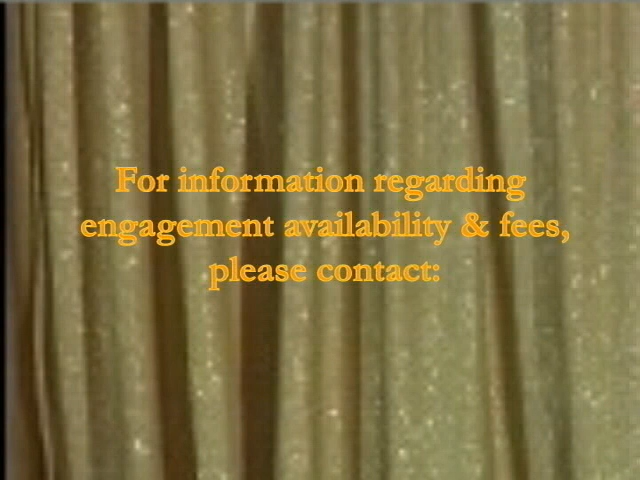 For information regarding
engagement availability & fees,
please contact: